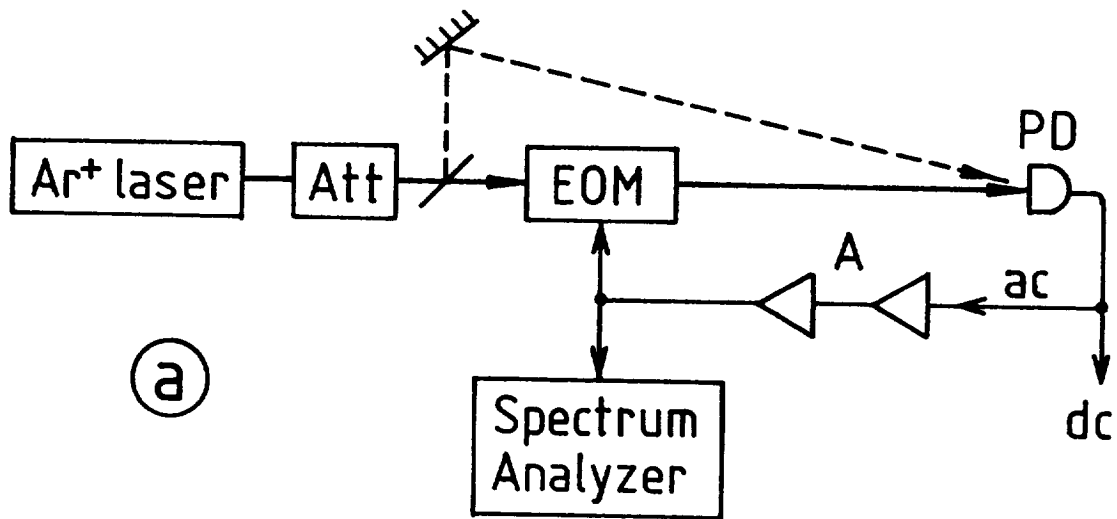 PD
Ar⁺ laser
Att
EOM
A
ac
a
dc
Spectrum
Analyzer